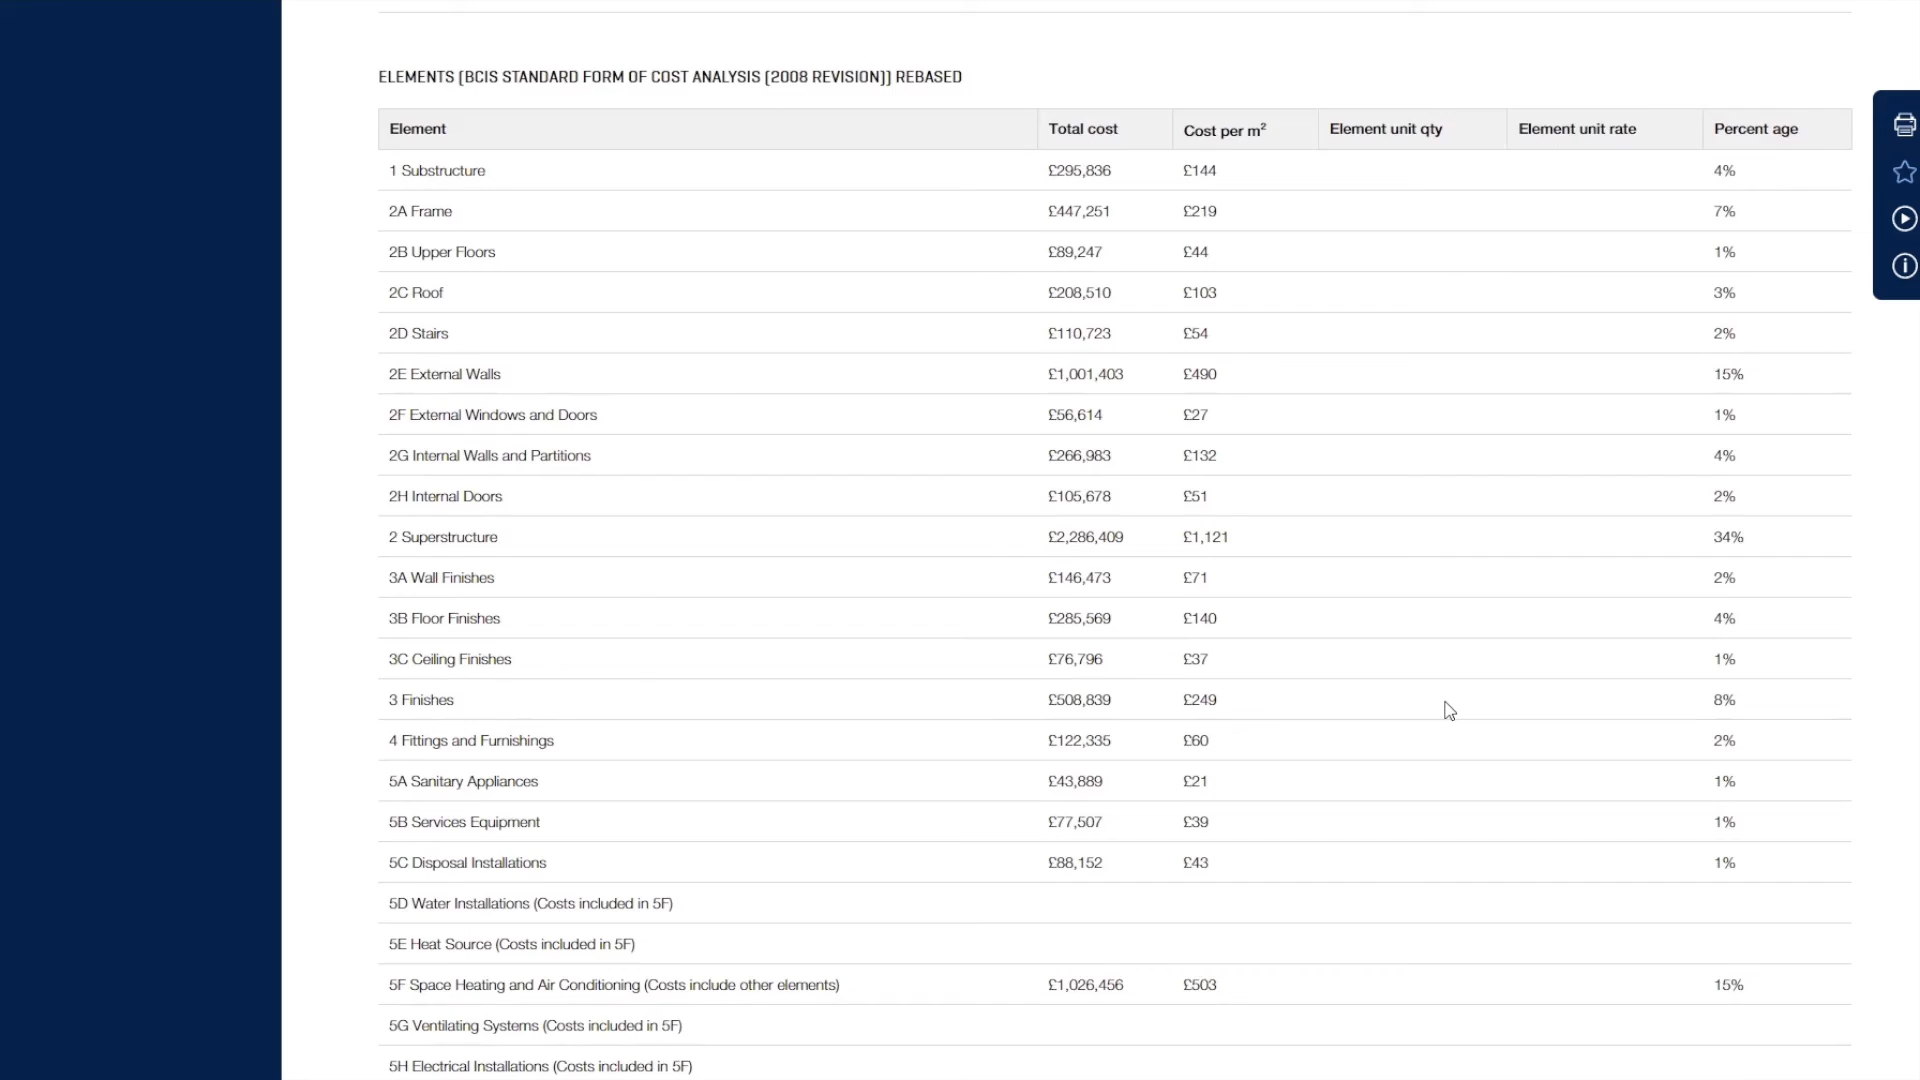 ELEMENTS (BCIS STANDARD FORM OF COST ANALYSIS (2008 REVISION)) REBASED
Element Total cost Cost per m² Element unit qty Element unit rate Percent age
1 Substructure £295,836 £144 4%
2A Frame £447,251 £219 7%
2B Upper Floors £89,247 £44 1%
2C Roof £208,510 £103 3%
2D Stairs £110,723 £54 2%
2E External Walls £1,001,403 £490 15%
2F External Windows and Doors £56,614 £27 1%
2G Internal Walls and Partitions £266,983 £132 4%
2H Internal Doors £105,678 £51 2%
2 Superstructure £2,286,409 £1,121 34%
3A Wall Finishes £146,473 £71 2%
3B Floor Finishes £285,569 £140 4%
3C Ceiling Finishes £76,796 £37 1%
3 Finishes £508,839 £249 8%
4 Fittings and Furnishings £122,335 £60 2%
5A Sanitary Appliances £43,889 £21 1%
5B Services Equipment £77,507 £39 1%
5C Disposal Installations £88,152 £43 1%
5D Water Installations (Costs included in 5F)
5E Heat Source (Costs included in 5F)
5F Space Heating and Air Conditioning (Costs include other elements) £1,026,456 £503 15%
5G Ventilating Systems (Costs included in 5F)
5H Electrical Installations (Costs included in 5F)